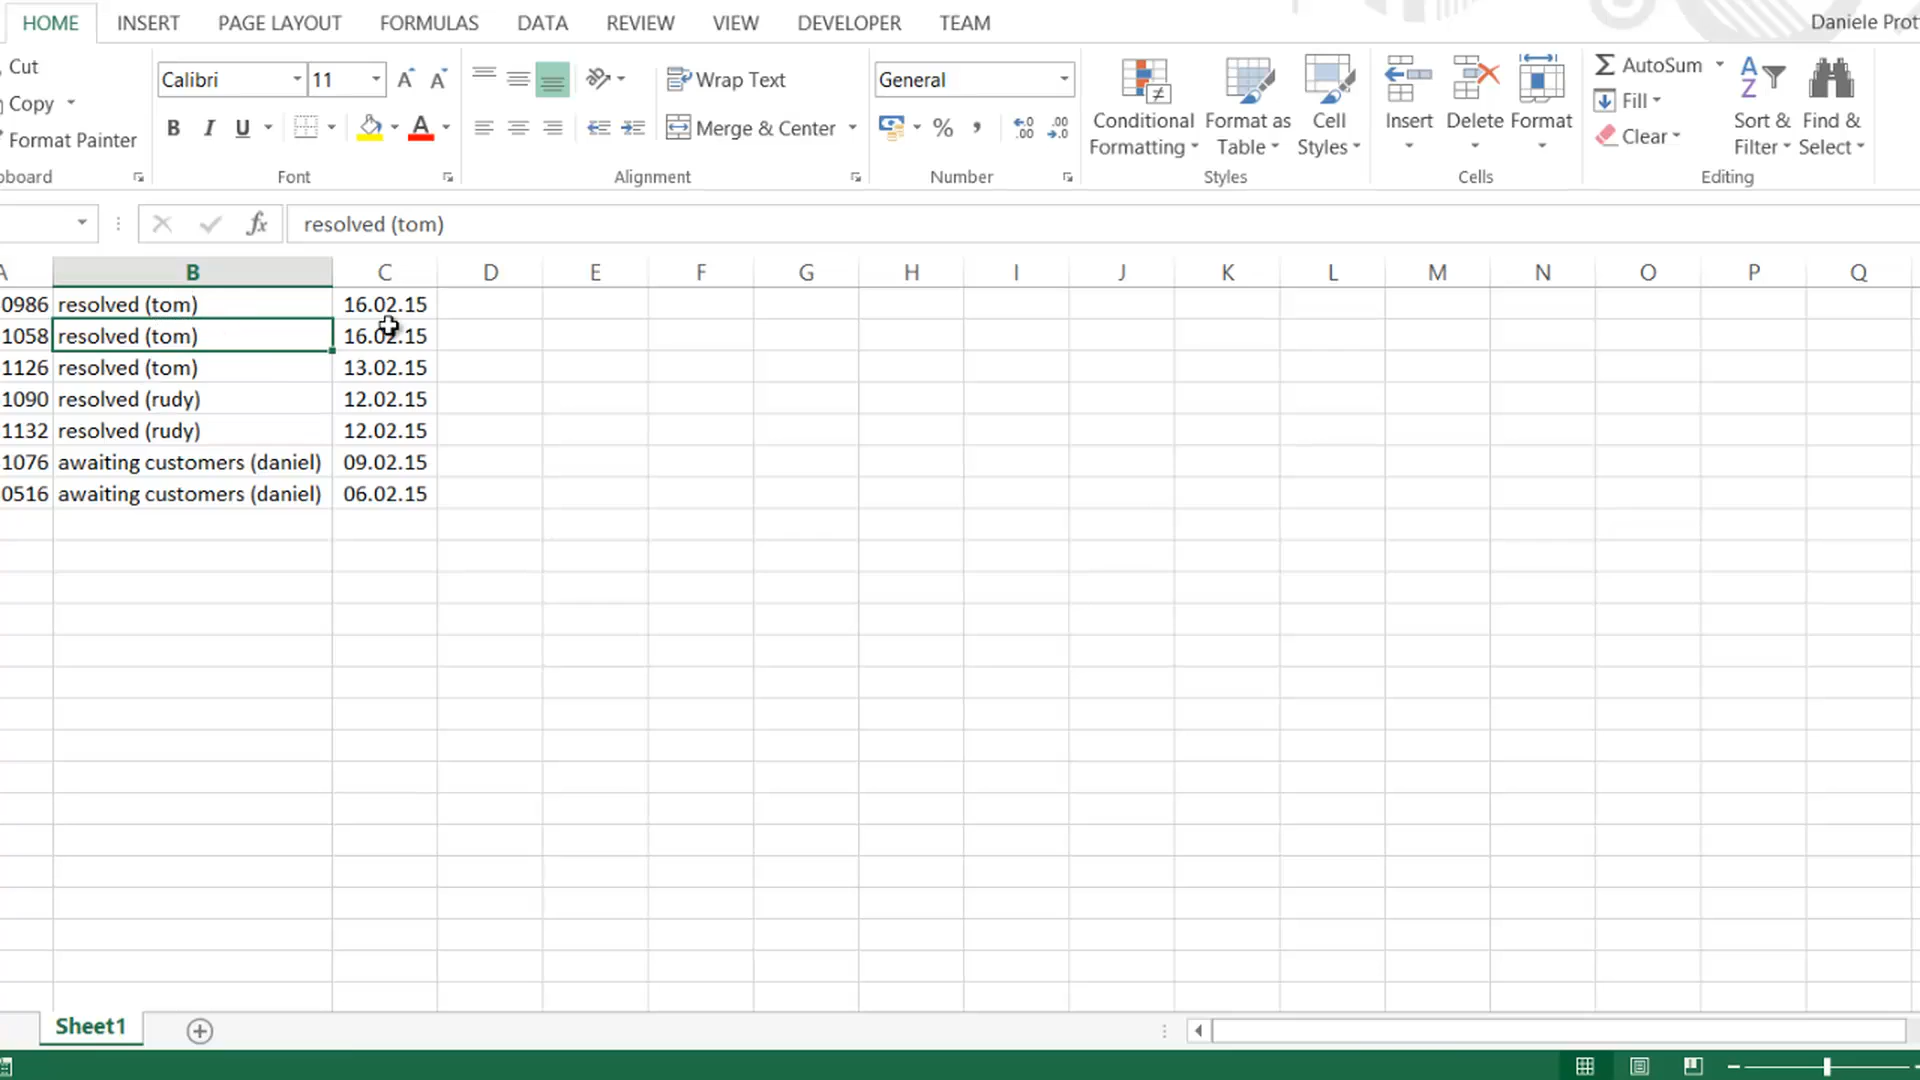 HOME INSERT PAGE LAYOUT FORMULAS DATA REVIEW VIEW DEVELOPER TEAM Daniele Prot
Cut
Calibri 11 A A Wrap Text General
AutoSum
Copy
Fill
Format Painter
B I U A Merge & Center % , .00 .00
Conditional Formatting
Format as Table
Cell Styles
Insert Delete Format
Clear
Sort & Filter
Find & Select
board Font Alignment Number Styles Cells Editing
fx resolved (tom)
A B C D E F G H I J K L M N O P Q
0986 resolved (tom) 16.02.15
1058 resolved (tom) 16.02.15
1126 resolved (tom) 13.02.15
1090 resolved (rudy) 12.02.15
1132 resolved (rudy) 12.02.15
1076 awaiting customers (daniel) 09.02.15
0516 awaiting customers (daniel) 06.02.15
Sheet1